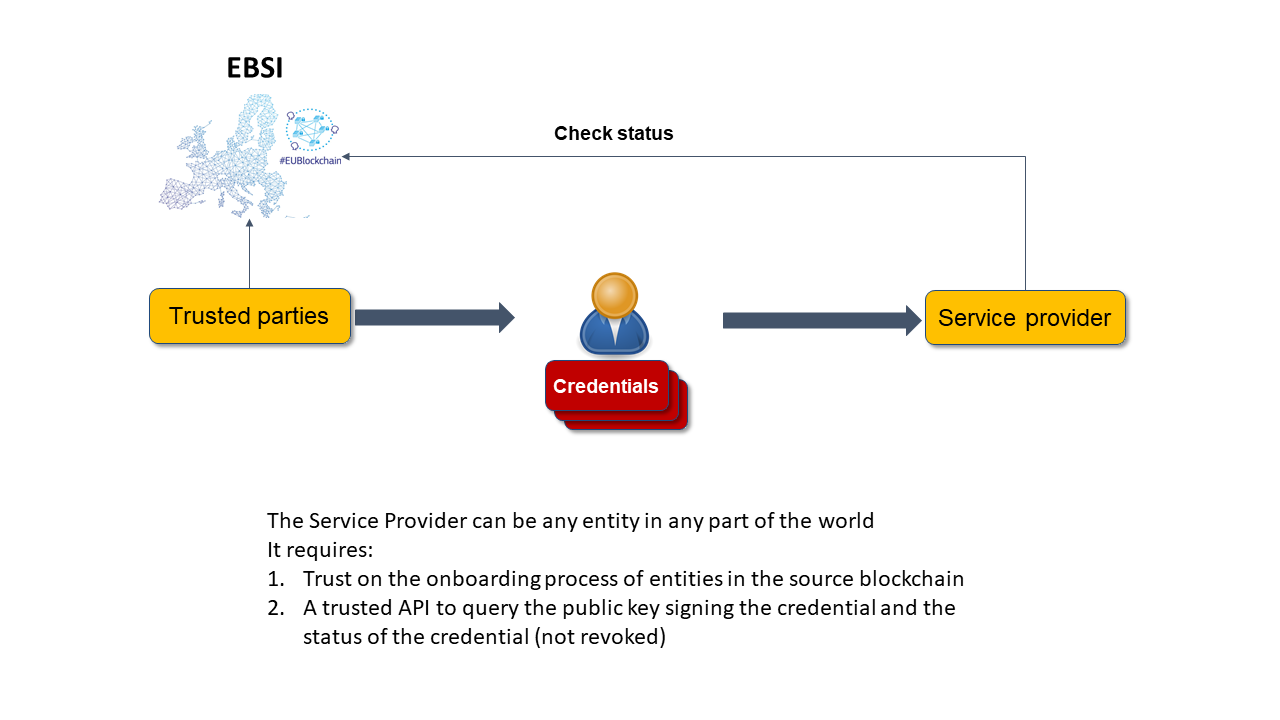 EBSI
#EUBlockchain
Check status
Trusted parties
Service provider
Credentials
The Service Provider can be any entity in any part of the world
It requires:
1. Trust on the onboarding process of entities in the source blockchain
2. A trusted API to query the public key signing the credential and the
status of the credential (not revoked)